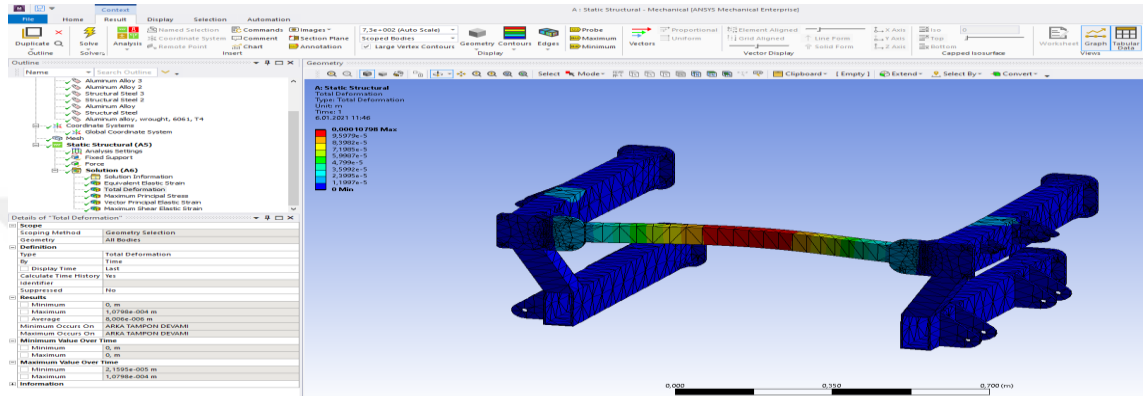 Context
A : Static Structural - Mechanical [ANSYS Mechanical Enterprise]
File Home Result Display Selection Automation
Duplicate
Outline
Solve
Solver
Analysis
Named Selection
Coordinate System
Remote Point
Commands
Comment
Chart
Images
Section Plane
Annotation
Insert
7,3e+002 (Auto Scale)
Scoped Bodies
Large Vertex Contours
Geometry Contours Edges
Display
Probe
Maximum
Minimum
Vectors
Proportional
Uniform
Element Aligned
Grid Aligned
Line Form
Solid Form
Vector Display
X Axis
Y Axis
Z Axis
Iso
Top
Bottom
Capped Isosurface
Worksheet Graph Tabular Data
Views
Outline
Name Search Outline
Aluminum Alloy 3
Aluminum Alloy 2
Structural Steel 3
Structural Steel 2
Aluminum Alloy
Structural Steel
Aluminum alloy, wrought, 6061, T4
Coordinate Systems
Global Coordinate System
Mesh
Static Structural (A5)
Analysis Settings
Fixed Support
Force
Solution (A6)
Solution Information
Equivalent Elastic Strain
Total Deformation
Maximum Principal Stress
Vector Principal Elastic Strain
Maximum Shear Elastic Strain
Details of "Total Deformation"
Scope
Scoping Method Geometry Selection
Geometry All Bodies
Definition
Type Total Deformation
By Time
Display Time Last
Calculate Time History Yes
Identifier
Suppressed No
Results
Minimum 0, m
Maximum 1,0798e-004 m
Average 8,006e-006 m
Minimum Occurs On ARKA TAMPON DEVAMI
Maximum Occurs On ARKA TAMPON DEVAMI
Minimum Value Over Time
Minimum 0, m
Maximum 0, m
Maximum Value Over Time
Minimum 2,1595e-005 m
Maximum 1,0798e-004 m
Information
Geometry
Select Mode Clipboard [ Empty ] Extend Select By Convert
A: Static Structural
Total Deformation
Type: Total Deformation
Unit: m
Time: 1
6.01.2021 11:46
0,00010798 Max
9,5979e-5
8,3982e-5
7,1985e-5
5,9987e-5
4,799e-5
3,5992e-5
2,3995e-5
1,1997e-5
0 Min
0,000 0,350 0,700 (m)